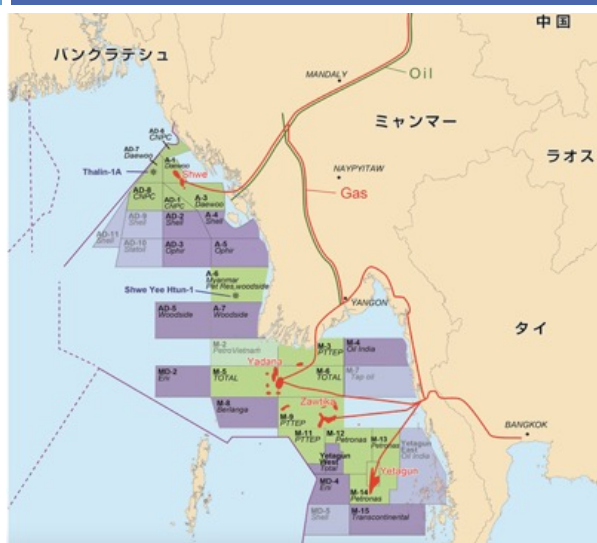 中国
バングラテシュ
MANDALY
Oil
ミャンマー
AD-6
CNPC
AD-7
Daewoo
A-1
Daewoo
Thalin-1A
Shwe
NAYPYITAW
ラオス
AD-8
CNPC
AD-1
CNPC
A-3
Daewoo
Gas
AD-9
Shell
AD-2
Shell
A-4
Shell
AD-11
Shell
AD-10
Statoil
AD-3
Ophir
A-5
Ophir
A-6
Myanmar
Pet Res,woodside
Shwe Yee Htun-1
YANGON
AD-5
Woodside
A-7
Woodside
タイ
M-2
PetroVietnam
M-3
PTTEP
M-4
Oil India
Yadana
MD-2
Eni
M-5
TOTAL
M-6
TOTAL
M-7
Tap oil
M-8
Berlanga
Zawtika
M-9
PTTEP
BANGKOK
M-11
PTTEP
M-12
Petronas
M-13
Petronas
Yetagun
East
Oil India
Yetagun
West
Total
Yetagun
MD-4
Eni
M-14
Petronas
MD-5
Shell
M-15
Transcontinental